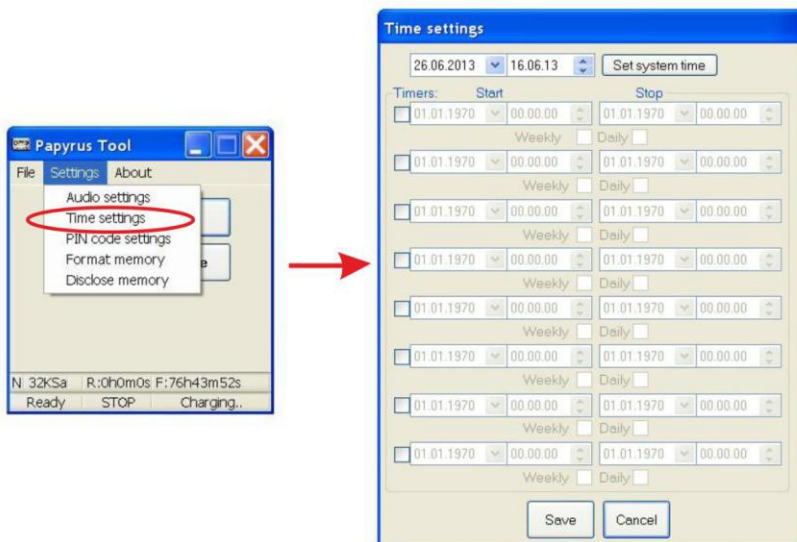 Papyrus Tool
File Settings About
Audio settings
Time settings
PIN code settings
Format memory
Disclose memory
e
N 32KSa R:0h0m0s F:76h43m52s
Ready STOP Charging..
Time settings
26.06.2013 16.06.13 Set system time
Timers: Start Stop
01.01.1970 00.00.00 01.01.1970 00.00.00
Weekly Daily
01.01.1970 00.00.00 01.01.1970 00.00.00
Weekly Daily
01.01.1970 00.00.00 01.01.1970 00.00.00
Weekly Daily
01.01.1970 00.00.00 01.01.1970 00.00.00
Weekly Daily
01.01.1970 00.00.00 01.01.1970 00.00.00
Weekly Daily
01.01.1970 00.00.00 01.01.1970 00.00.00
Weekly Daily
01.01.1970 00.00.00 01.01.1970 00.00.00
Weekly Daily
01.01.1970 00.00.00 01.01.1970 00.00.00
Weekly Daily
Save Cancel